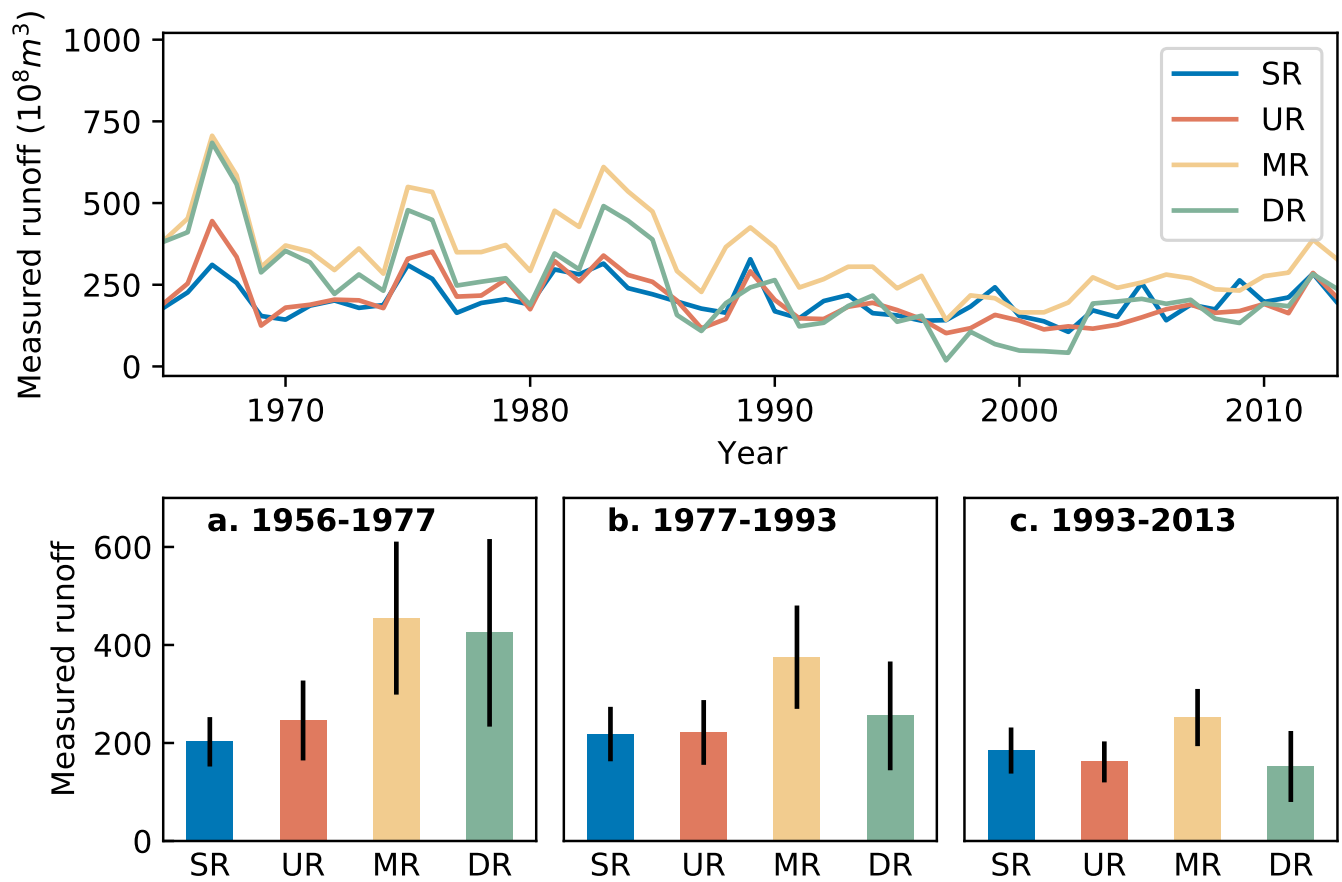 Measured runoff (10⁸m³)
1000
750
500
250
0
SR
UR
MR
DR
1970 1980 1990 2000 2010
Year
Measured runoff
600
400
200
0
a. 1956-1977
b. 1977-1993
c. 1993-2013
SR UR MR DR
SR UR MR DR
SR UR MR DR